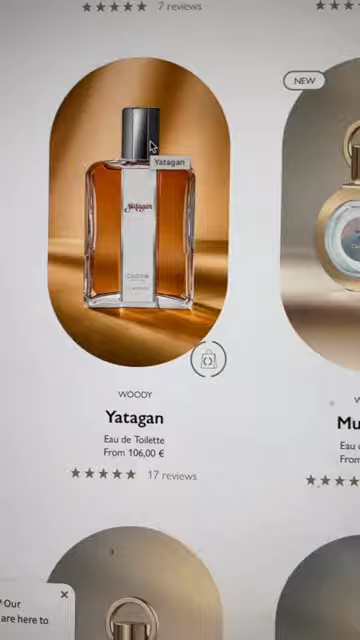 7 reviews
NEW
Yatagan
Yatagan
CARON
WOODY
Yatagan
Eau de Toilette
From 106,00 €
17 reviews
Mu
Eau
From
Our
are here to